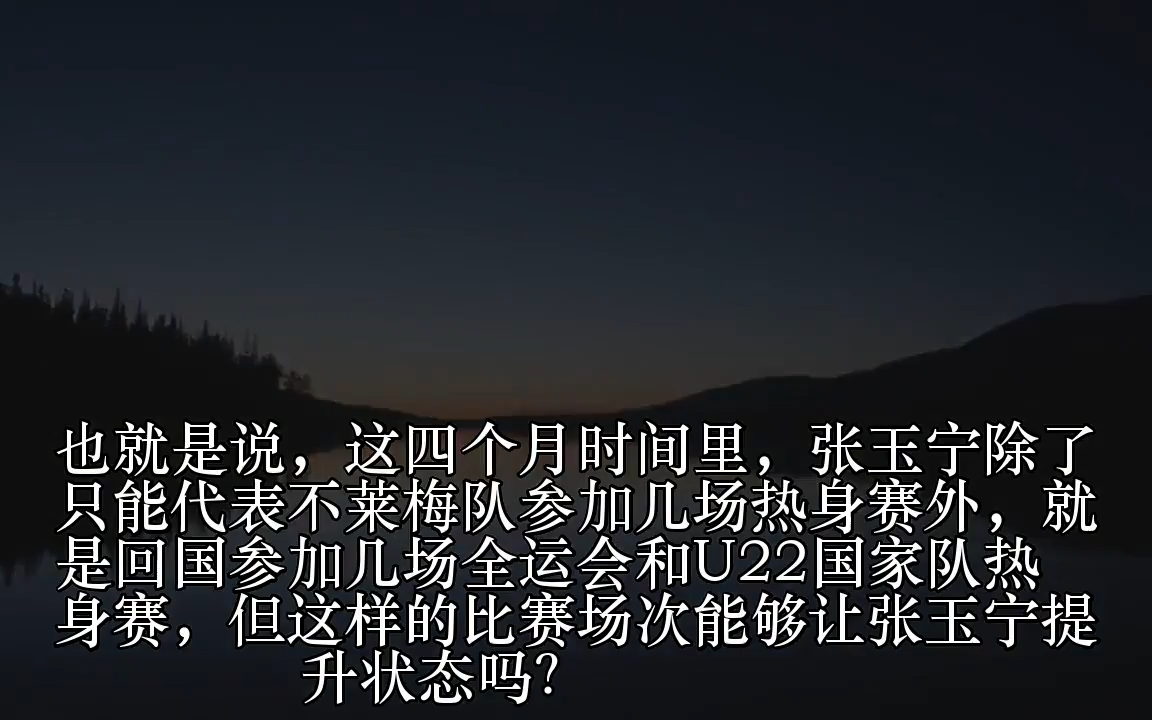 也就是说，这四个月时间里，张玉宁除了
只能代表不莱梅队参加几场热身赛外，就
是回国参加几场全运会和U22国家队热
身赛，但这样的比赛场次能够让张玉宁提
升状态吗？